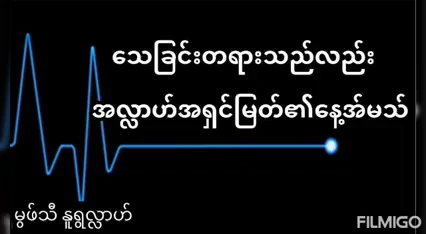 သေခြင်းတရားသည်လည်း
အလ္လာဟ်အရှင်မြတ်၏နေ့အ်မသ်
မွဖ်သီ နူရွလ္လာဟ်
FILMIGO